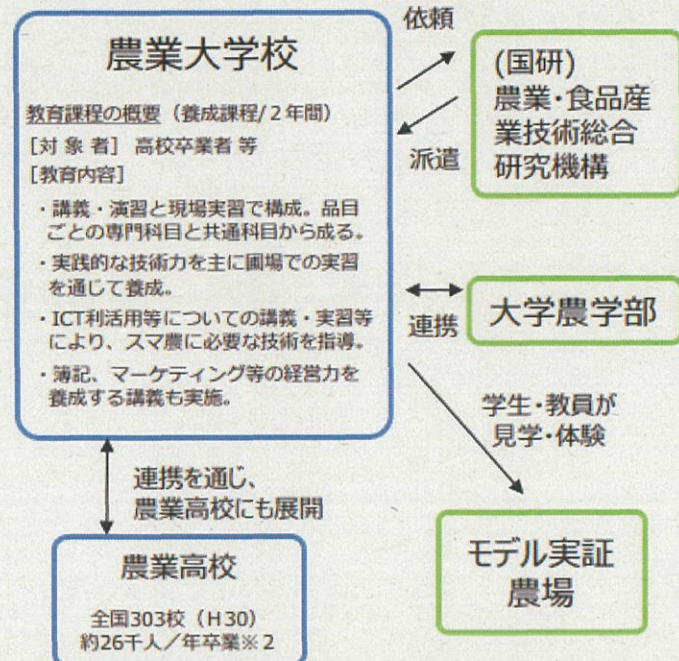 農業大学校
教育課程の概要（養成課程/２年間）
[対 象 者] 高校卒業者 等
[教育内容]
・講義・演習と現場実習で構成。品目
ごとの専門科目と共通科目から成る。
・実践的な技術力を主に圃場での実習
を通じて養成。
・ICT利活用等についての講義・実習等
により、スマ農に必要な技術を指導。
・簿記、マーケティング等の経営力を
養成する講義も実施。
依頼
派遣
(国研)
農業・食品産
業技術総合
研究機構
連携
大学農学部
学生・教員が
見学・体験
モデル実証
農場
連携を通じ、
農業高校にも展開
農業高校
全国303校（H30）
約26千人／年卒業※２